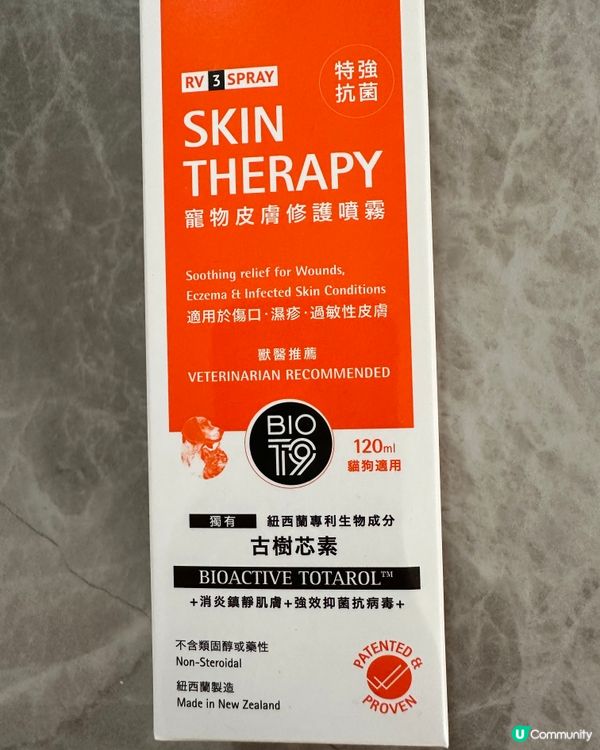 RV 3 SPRAY
特強
抗菌
SKIN
THERAPY
寵物皮膚修護噴霧
Soothing relief for Wounds,
Eczema & Infected Skin Conditions
適用於傷口·濕疹·過敏性皮膚
獸醫推薦
VETERINARIAN RECOMMENDED
BIO
T9
120ml
貓狗適用
獨有 紐西蘭專利生物成分
古樹芯素
BIOACTIVE TOTAROL™
+消炎鎮靜肌膚+強效抑菌抗病毒+
不含類固醇或藥性
Non-Steroidal
紐西蘭製造
Made in New Zealand
PATENTED &
PROVEN
U Community